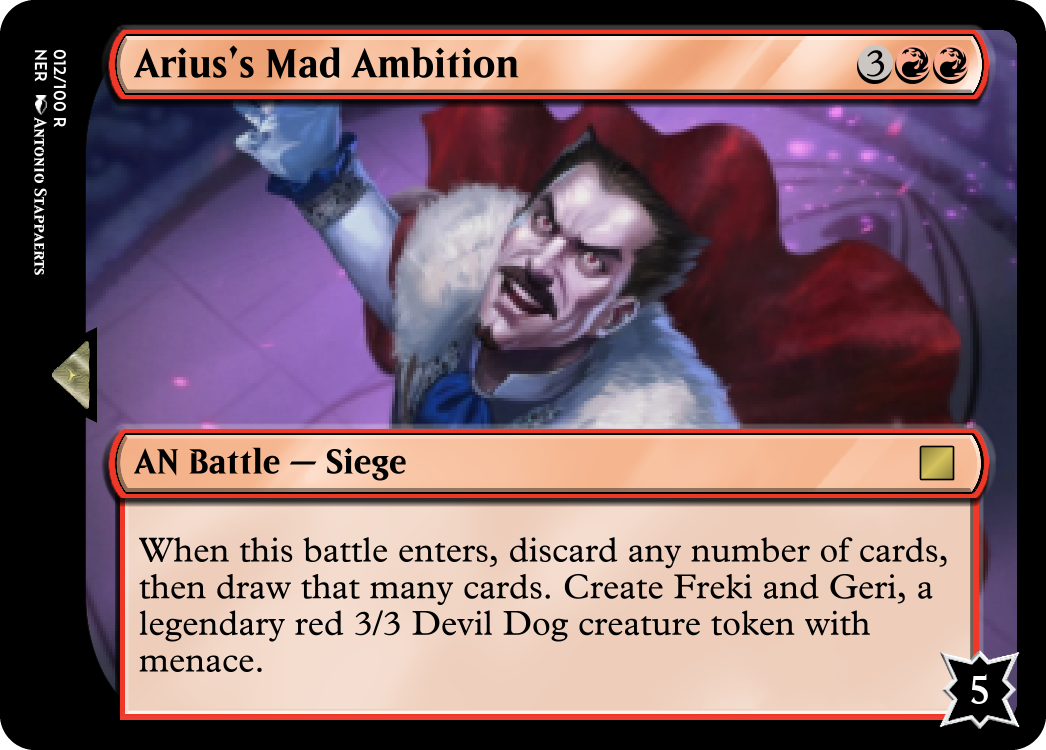 Arius's Mad Ambition 3
012/100 R
NER Antonio Stappaerts
AN Battle — Siege
When this battle enters, discard any number of cards,
then draw that many cards. Create Freki and Geri, a
legendary red 3/3 Devil Dog creature token with
menace.
5